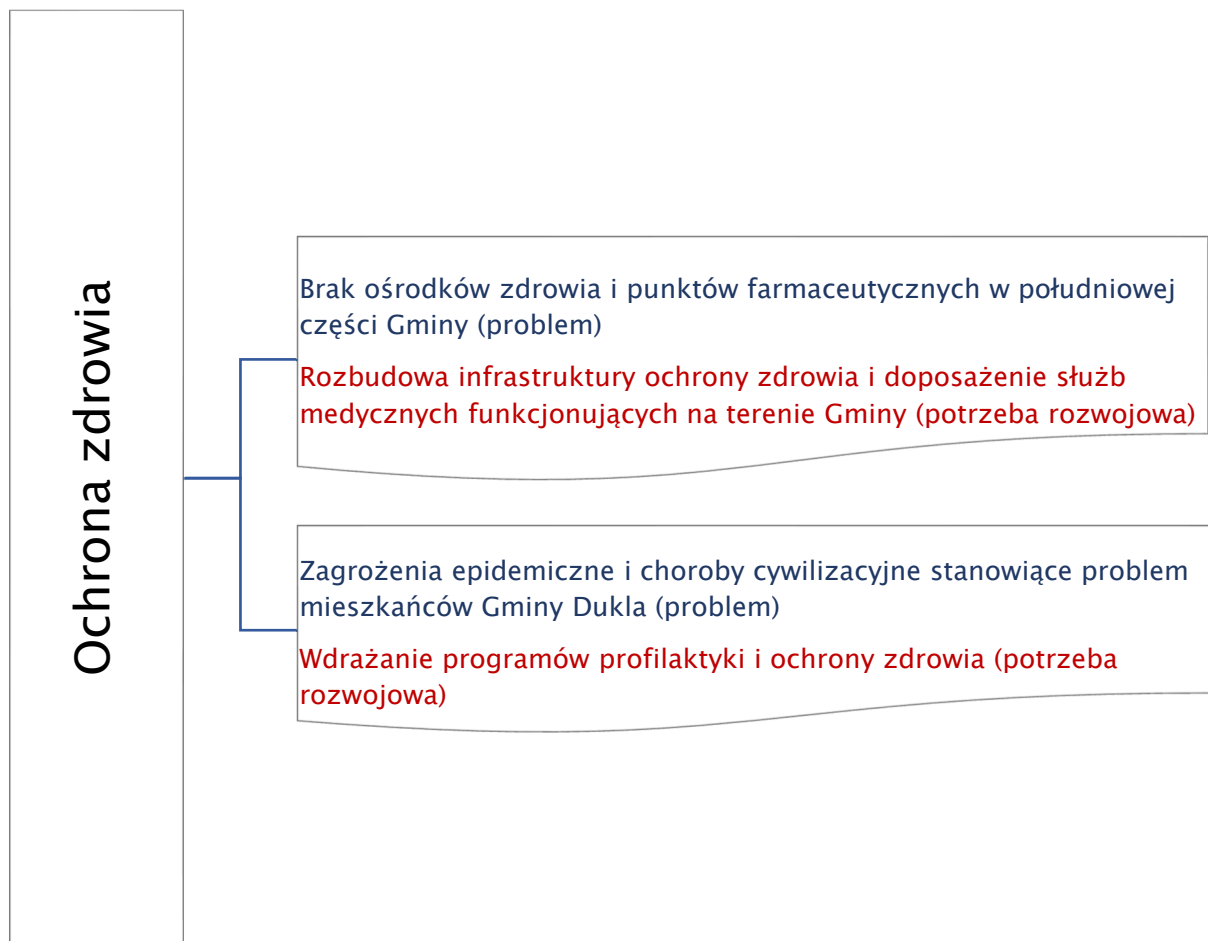 Ochrona zdrowia
Brak ośrodków zdrowia i punktów farmaceutycznych w południowej
części Gminy (problem)
Rozbudowa infrastruktury ochrony zdrowia i doposażenie służb
medycznych funkcjonujących na terenie Gminy (potrzeba rozwojowa)
Zagrożenia epidemiczne i choroby cywilizacyjne stanowiące problem
mieszkańców Gminy Dukla (problem)
Wdrażanie programów profilaktyki i ochrony zdrowia (potrzeba
rozwojowa)